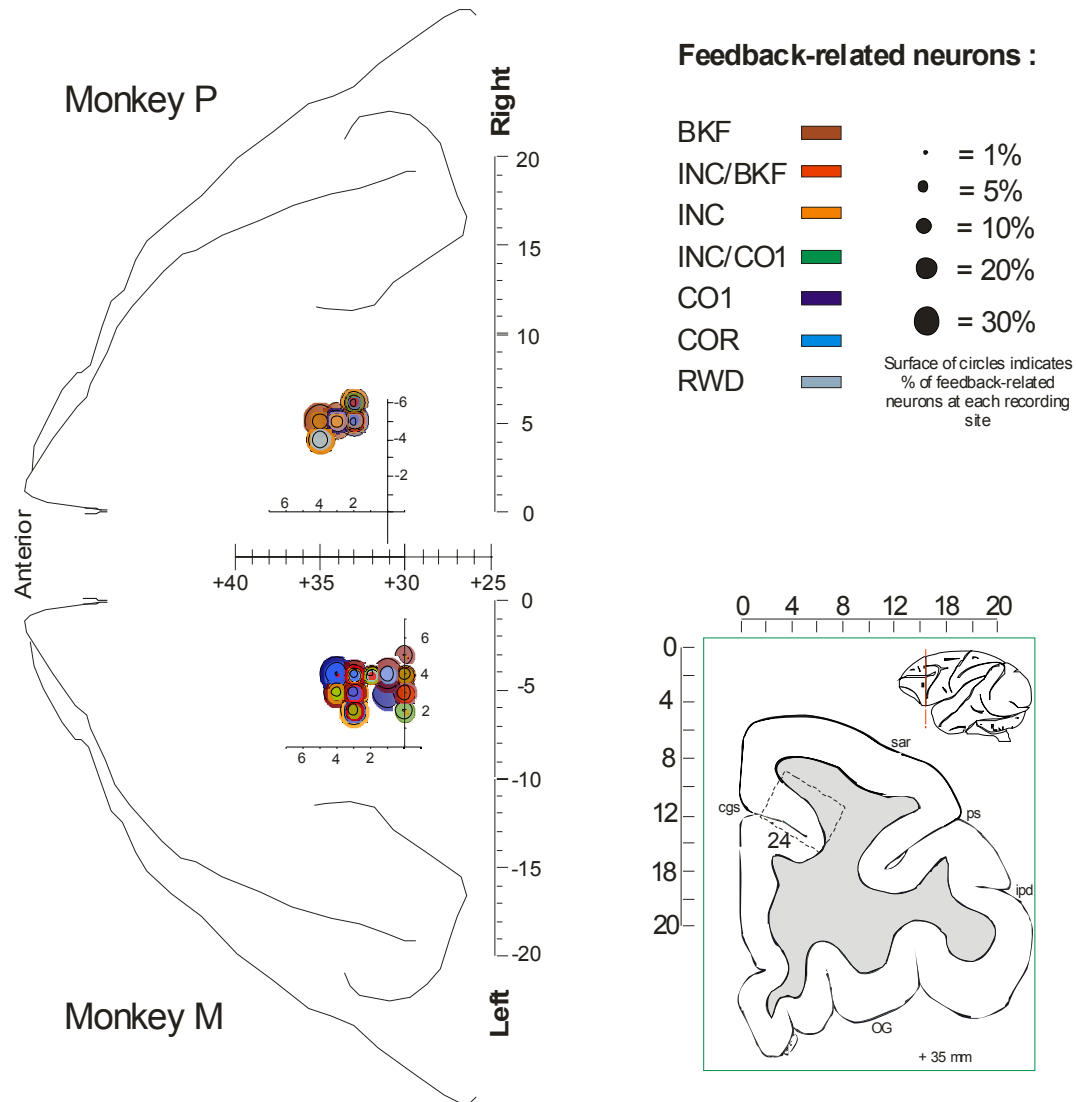 Monkey P
Right
20
15
10
5
0
-6
-4
-2
6 4 2
Anterior
+40 +35 +30 +25
0
-5
-10
-15
-20
6
4
2
6 4 2
Left
Monkey M
Feedback-related neurons :
BKF
INC/BKF
INC
INC/CO1
CO1
COR
RWD
= 1%
= 5%
= 10%
= 20%
= 30%
Surface of circles indicates
% of feedback-related
neurons at each recording
site
0 4 8 12 16 20
0
4
8
12
18
20
sar
cgs
ps
24
ipd
OG
+ 35 mm